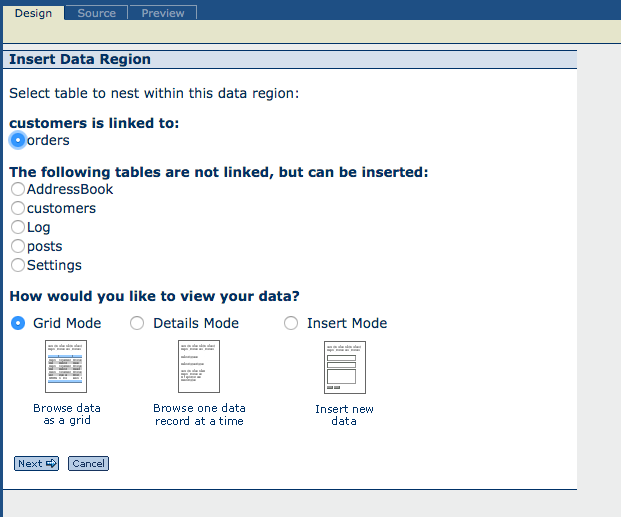 Design Source Preview
Insert Data Region
Select table to nest within this data region:
customers is linked to:
orders
The following tables are not linked, but can be inserted:
AddressBook
customers
Log
posts
Settings
How would you like to view your data?
Grid Mode Details Mode Insert Mode
Browse data Browse one data Insert new
as a grid record at a time data
Next Cancel